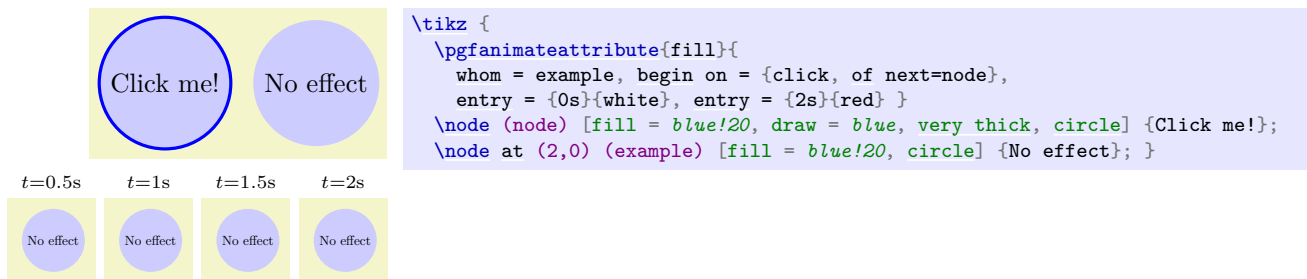 Click me! No effect
\tikz {
\pgfanimateattribute{fill}{
whom = example, begin on = {click, of next=node},
entry = {0s}{white}, entry = {2s}{red} }
\node (node) [fill = blue!20, draw = blue, very thick, circle] {Click me!};
\node at (2,0) (example) [fill = blue!20, circle] {No effect}; }
t=0.5s t=1s t=1.5s t=2s
No effect No effect No effect No effect